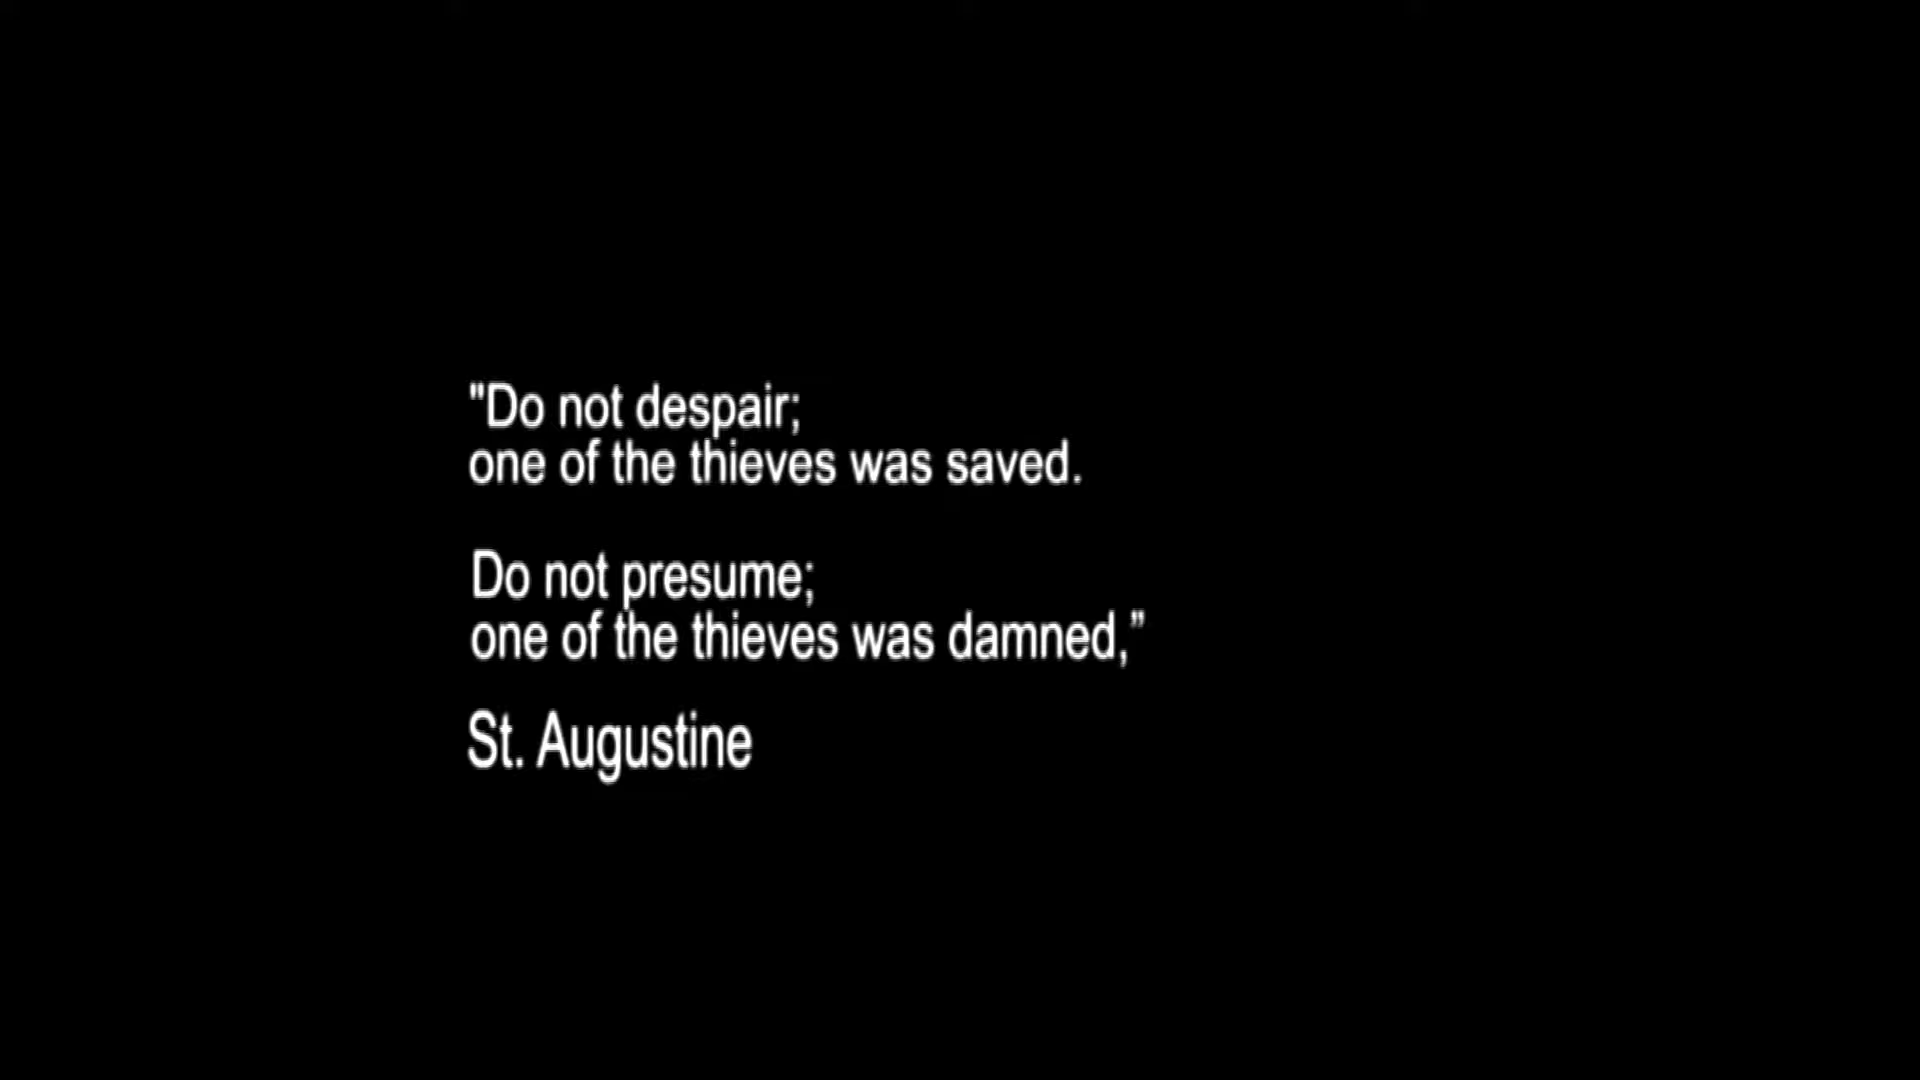 "Do not despair;
one of the thieves was saved.
Do not presume;
one of the thieves was damned,”
St. Augustine